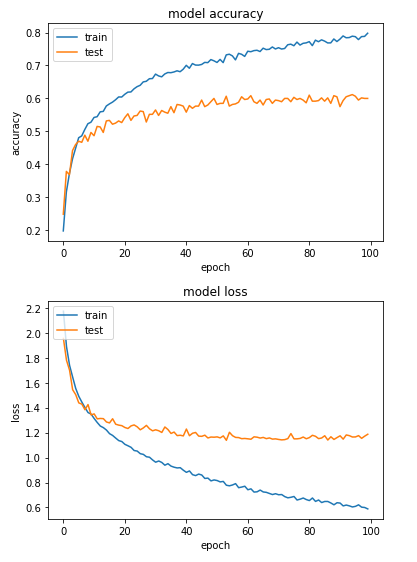 model accuracy
train
test
0.8
0.7
0.6
0.5
0.4
0.3
0.2
accuracy
0 20 40 60 80 100
epoch
model loss
train
test
2.2
2.0
1.8
1.6
1.4
1.2
1.0
0.8
0.6
loss
0 20 40 60 80 100
epoch